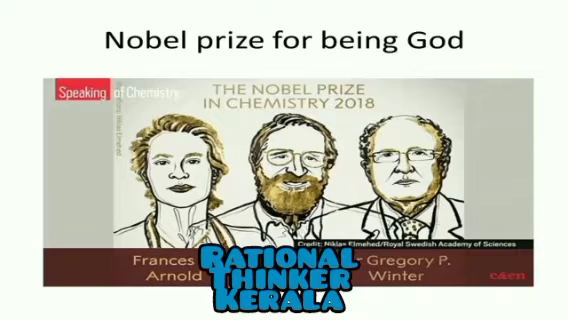 Nobel prize for being God
Speaking of Chemistry
THE NOBEL PRIZE
IN CHEMISTRY 2018
Credit: Niklas Elmehed/Royal Swedish Academy of Sciences
Frances
Arnold
Gregory P.
Winter
c&en
RATIONAL
THINKER
KERALA